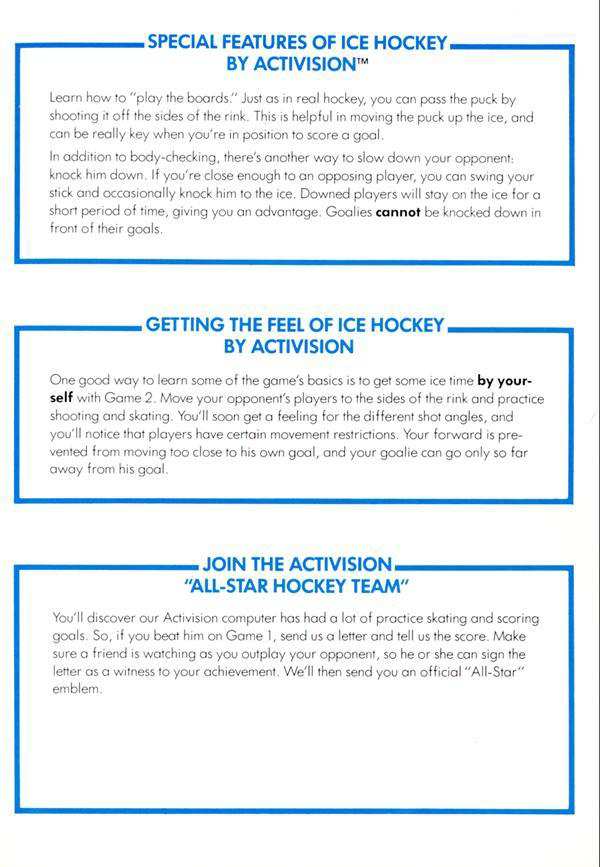 SPECIAL FEATURES OF ICE HOCKEY
BY ACTIVISION™
Learn how to "play the boards." Just as in real hockey, you can pass the puck by
shooting it off the sides of the rink. This is helpful in moving the puck up the ice, and
can be really key when you're in position to score a goal.
In addition to body-checking, there's another way to slow down your opponent:
knock him down. If you're close enough to an opposing player, you can swing your
stick and occasionally knock him to the ice. Downed players will stay on the ice for a
short period of time, giving you an advantage. Goalies cannot be knocked down in
front of their goals.
GETTING THE FEEL OF ICE HOCKEY
BY ACTIVISION
One good way to learn some of the game's basics is to get some ice time by your-
self with Game 2. Move your opponent's players to the sides of the rink and practice
shooting and skating. You'll soon get a feeling for the different shot angles, and
you'll notice that players have certain movement restrictions. Your forward is pre-
vented from moving too close to his own goal, and your goalie can go only so far
away from his goal.
JOIN THE ACTIVISION
"ALL-STAR HOCKEY TEAM"
You'll discover our Activision computer has had a lot of practice skating and scoring
goals. So, if you beat him on Game 1, send us a letter and tell us the score. Make
sure a friend is watching as you outplay your opponent, so he or she can sign the
letter as a witness to your achievement. We'll then send you an official "All-Star"
emblem.